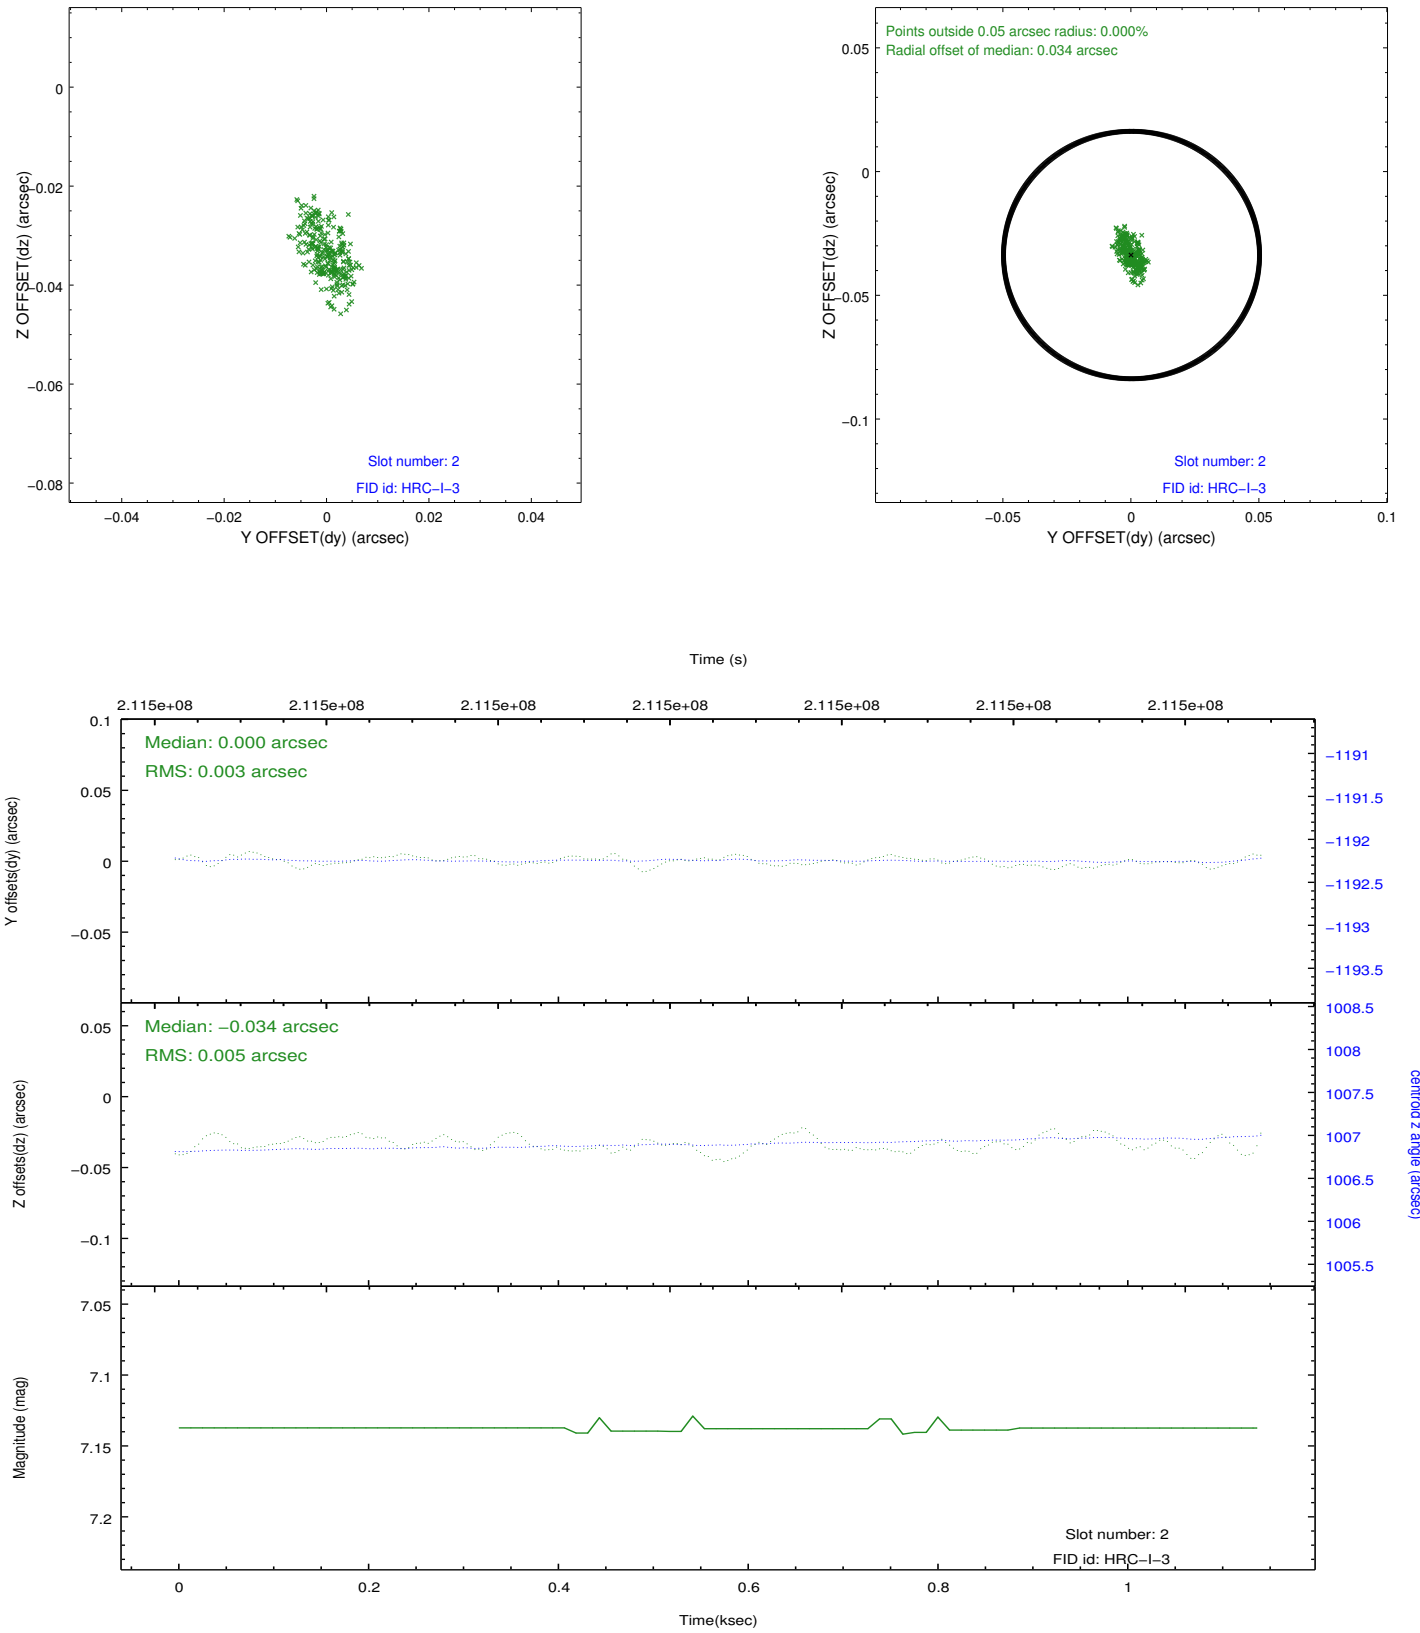 0
−0.02
−0.04
−0.06
−0.08
Z OFFSET(dz) (arcsec)
Slot number: 2
FID id: HRC−I−3
−0.04 −0.02 0 0.02 0.04
Y OFFSET(dy) (arcsec)
Points outside 0.05 arcsec radius: 0.000%
Radial offset of median: 0.034 arcsec
0.05
0
−0.05
−0.1
Z OFFSET(dz) (arcsec)
Slot number: 2
FID id: HRC−I−3
−0.05 0 0.05 0.1
Y OFFSET(dy) (arcsec)
Time (s)
2.115e+08 2.115e+08 2.115e+08 2.115e+08 2.115e+08 2.115e+08 2.115e+08
Median: 0.000 arcsec
RMS: 0.003 arcsec
0.1
0.05
0
−0.05
Y offsets(dy) (arcsec)
−1191
−1191.5
−1192
−1192.5
−1193
−1193.5
Median: −0.034 arcsec
RMS: 0.005 arcsec
0.05
0
−0.05
−0.1
Z offsets(dz) (arcsec)
1008.5
1008
1007.5
1007
1006.5
1006
1005.5
centroid z angle (arcsec)
7.05
7.1
7.15
7.2
Magnitude (mag)
Slot number: 2
FID id: HRC−I−3
0 0.2 0.4 0.6 0.8 1
Time(ksec)